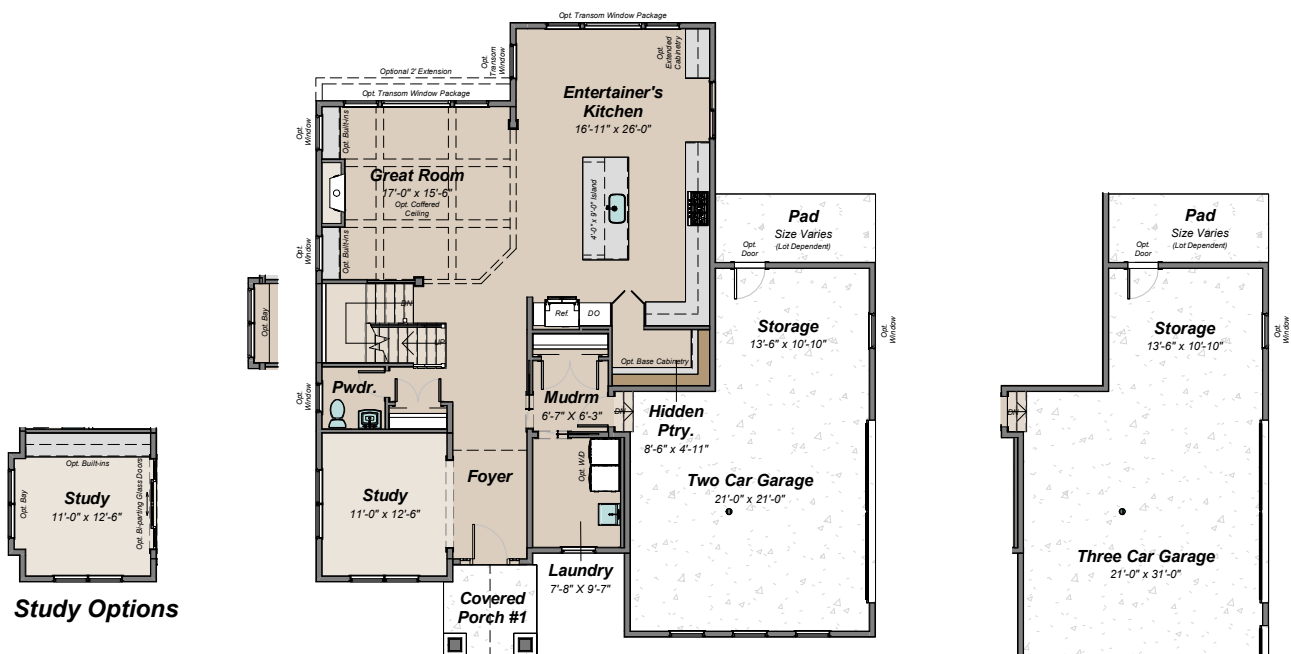 Opt. Transom Window Package
Opt.
Transom
Window
Opt. Extended
Cabinetry
Optional 2' Extension
Opt. Transom Window Package
Entertainer's
Kitchen
16'-11" x 26'-0"
Opt.
Window
Opt. Built-ins
Great Room
17'-0" x 15'-6"
Opt. Coffered
Ceiling
4'-0" x 9'-0" Island
Opt.
Window
Opt. Built-ins
Pad
Size Varies
(Lot Dependent)
Opt.
Door
Pad
Size Varies
(Lot Dependent)
Opt.
Door
Opt. Bay
DN
UP
Ref.
DO
Storage
13'-6" x 10'-10"
Opt.
Window
Storage
13'-6" x 10'-10"
Opt.
Window
Opt. Base Cabinetry
Opt.
Window
Pwdr.
Mudrm
6'-7" X 6'-3"
DN
Hidden
Ptry.
8'-6" x 4'-11"
DN
Opt. Built-ins
Opt. Bay
Study
11'-0" x 12'-6"
Opt. Bi-parting Glass Doors
Study
11'-0" x 12'-6"
Foyer
Opt. W/D
Two Car Garage
21'-0" x 21'-0"
Three Car Garage
21'-0" x 31'-0"
Laundry
7'-8" X 9'-7"
Covered
Porch #1
Study Options